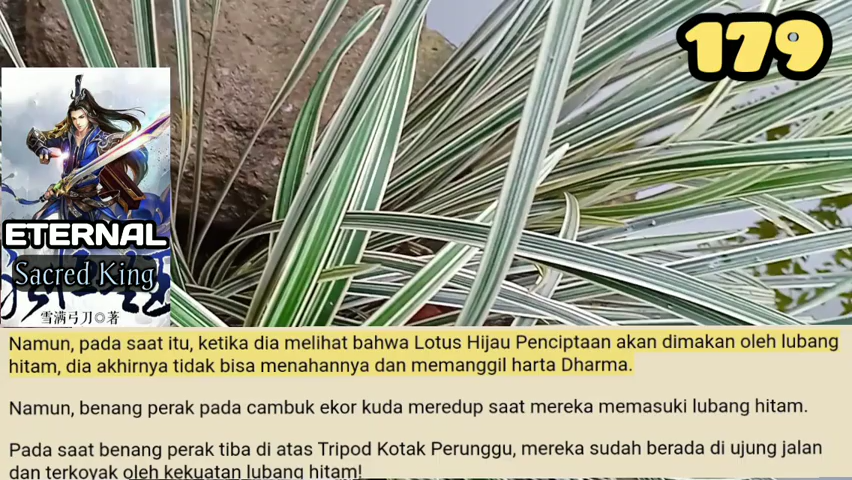 179
ETERNAL
Sacred King
雪满弓刀◎著
Namun, pada saat itu, ketika dia melihat bahwa Lotus Hijau Penciptaan akan dimakan oleh lubang
hitam, dia akhirnya tidak bisa menahannya dan memanggil harta Dharma.
Namun, benang perak pada cambuk ekor kuda meredup saat mereka memasuki lubang hitam.
Pada saat benang perak tiba di atas Tripod Kotak Perunggu, mereka sudah berada di ujung jalan
dan terkoyak oleh kekuatan lubang hitam!